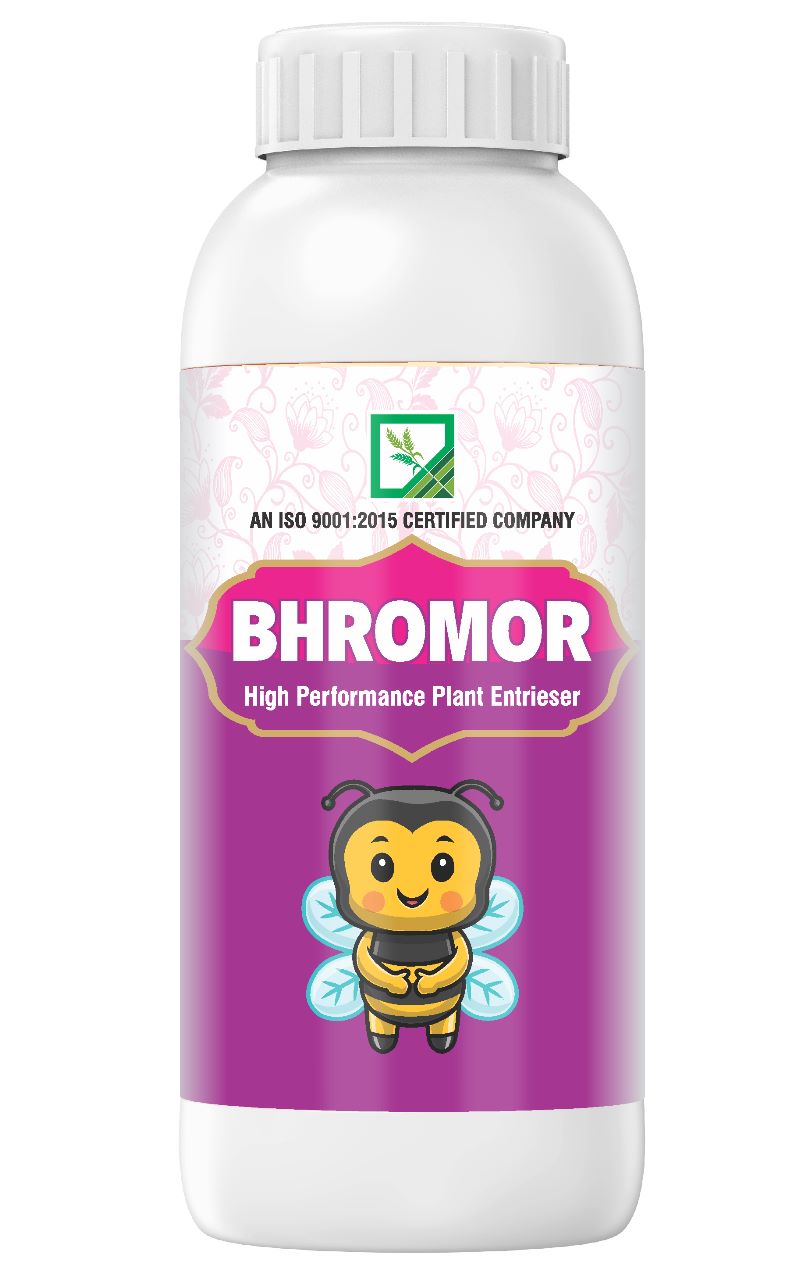 AN ISO 9001:2015 CERTIFIED COMPANY
BHROMOR
High Performance Plant Entrieser